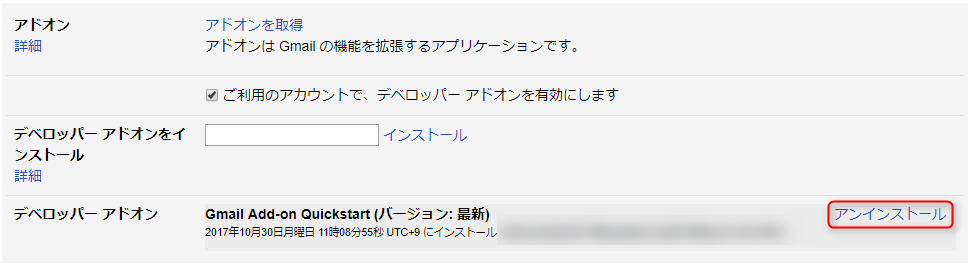 アドオン
アドオンを取得
詳細
アドオンは Gmail の機能を拡張するアプリケーションです。
ご利用のアカウントで、デベロッパー アドオンを有効にします
デベロッパー アドオンをイ
ンストール
インストール
詳細
デベロッパー アドオン
Gmail Add-on Quickstart (バージョン: 最新)
アンインストール
2017年10月30日月曜日 11時08分55秒 UTC+9 にインストール